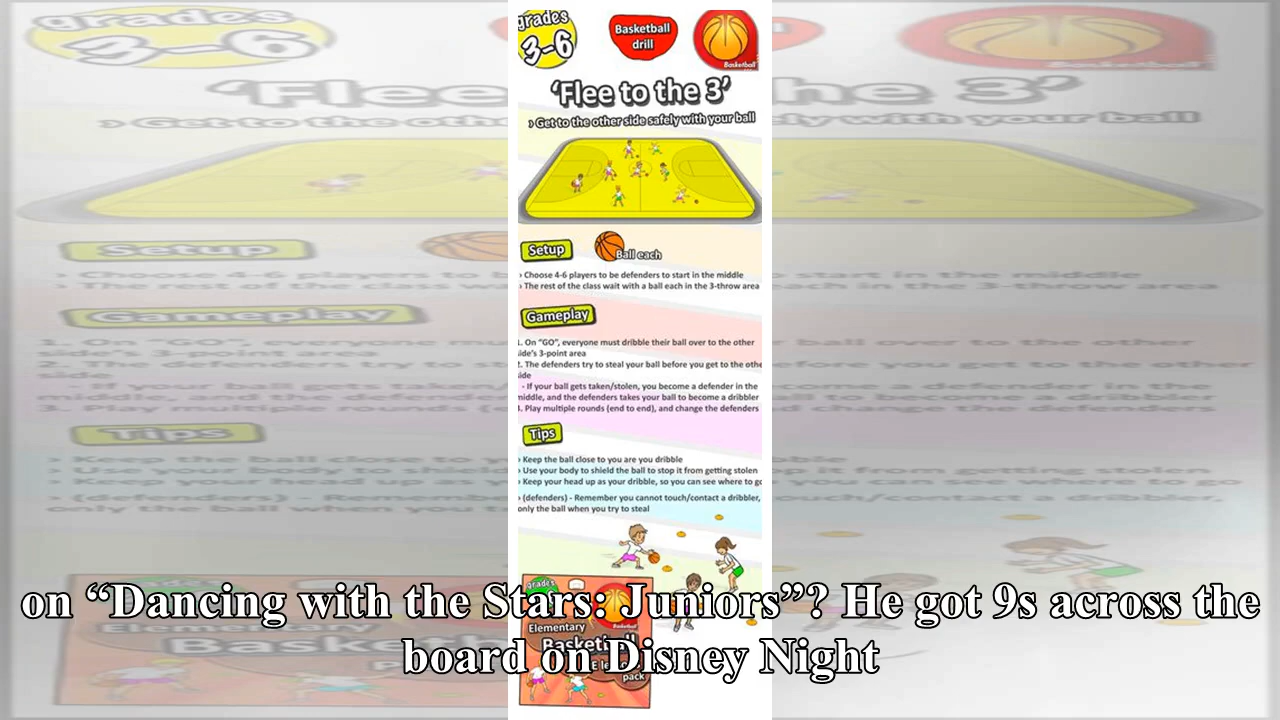 grades
3-6
Basketball
drill
Basketball
‘Flee to the 3’
› Get to the other side safely with your ball
Setup
Ball each
› Choose 4-6 players to be defenders to start in the middle
› The rest of the class wait with a ball each in the 3-throw area
Gameplay
1. On “GO”, everyone must dribble their ball over to the other
side’s 3-point area
2. The defenders try to steal your ball before you get to the othe
side
- If your ball gets taken/stolen, you become a defender in the
middle, and the defenders takes your ball to become a dribbler
3. Play multiple rounds (end to end), and change the defenders
Tips
› Keep the ball close to you are you dribble
› Use your body to shield the ball to stop it from getting stolen
› Keep your head up as your dribble, so you can see where to go
› (defenders) - Remember you cannot touch/contact a dribbler,
only the ball when you try to steal
grades
on “Dancing with the Stars: Juniors”? He got 9s across the
board on Disney Night
Elementary
Basketball
pack